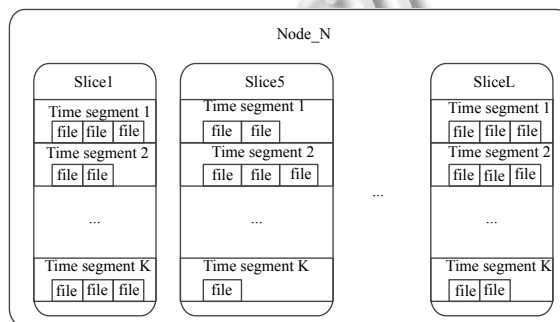 Node_N
Slice1 Slice5 SliceL
Time segment 1 Time segment 1 Time segment 1
file file file file file file file file
Time segment 2 Time segment 2 Time segment 2
file file file file file file file file
...
... ... ...
Time segment K Time segment K Time segment K
file file file file file file